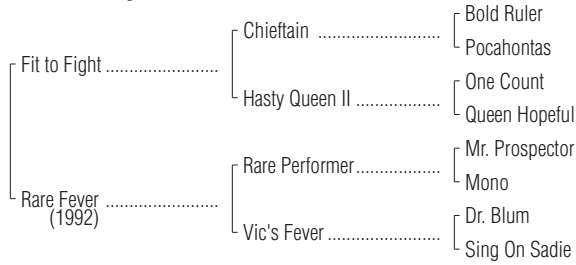 Bold Ruler
Chieftain ..................
Pocahontas
Fit to Fight .......................
One Count
Hasty Queen II .................
Queen Hopeful
Mr. Prospector
Rare Performer.................
Mono
Rare Fever .......................
(1992)
Dr. Blum
Vic's Fever .......................
Sing On Sadie